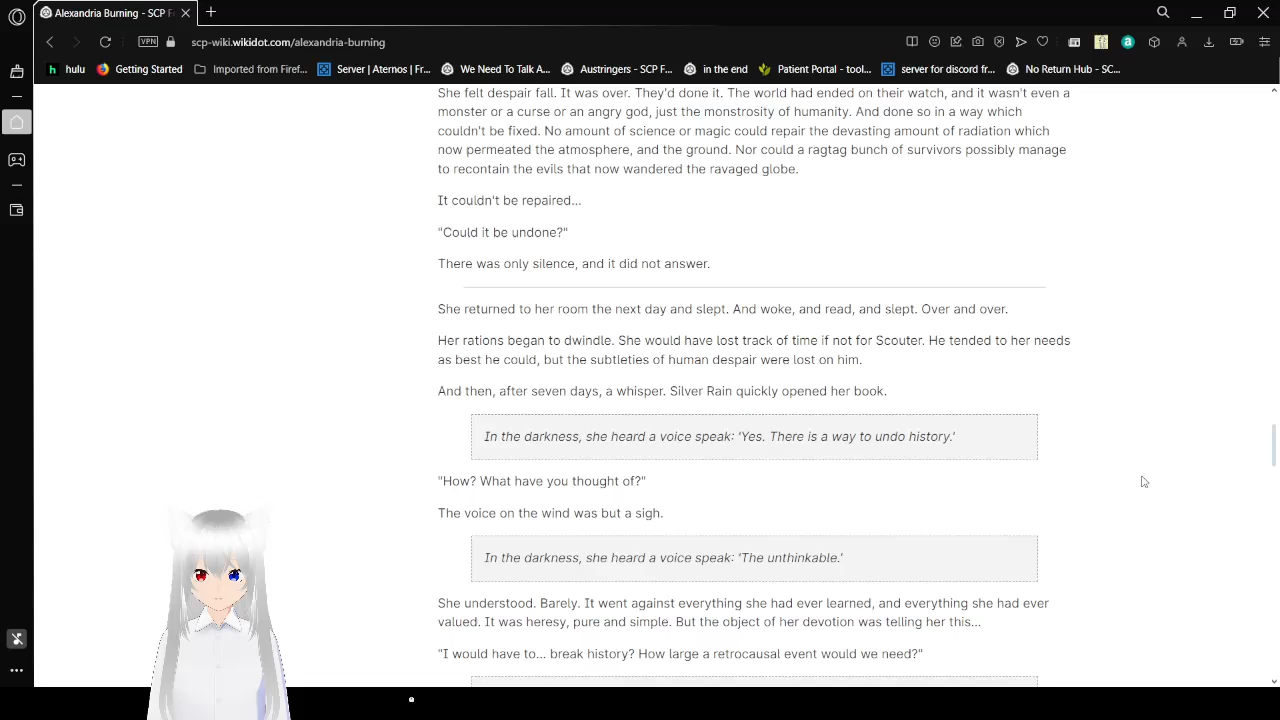 Alexandria Burning - SCP F
VPN
scp-wiki.wikidot.com/alexandria-burning
hulu
Getting Started
Imported from Firef...
Server | Aternos | Fr...
We Need To Talk A...
Austringers - SCP F...
in the end
Patient Portal - tool...
server for discord fr...
No Return Hub - SC...
She felt despair fall. It was over. They'd done it. The world had ended on their watch, and it wasn't even a
monster or a curse or an angry god, just the monstrosity of humanity. And done so in a way which
couldn't be fixed. No amount of science or magic could repair the devasting amount of radiation which
now permeated the atmosphere, and the ground. Nor could a ragtag bunch of survivors possibly manage
to recontain the evils that now wandered the ravaged globe.
It couldn't be repaired...
"Could it be undone?"
There was only silence, and it did not answer.
She returned to her room the next day and slept. And woke, and read, and slept. Over and over.
Her rations began to dwindle. She would have lost track of time if not for Scouter. He tended to her needs
as best he could, but the subtleties of human despair were lost on him.
And then, after seven days, a whisper. Silver Rain quickly opened her book.
In the darkness, she heard a voice speak: 'Yes. There is a way to undo history.'
"How? What have you thought of?"
The voice on the wind was but a sigh.
In the darkness, she heard a voice speak: 'The unthinkable.'
She understood. Barely. It went against everything she had ever learned, and everything she had ever
valued. It was heresy, pure and simple. But the object of her devotion was telling her this...
"I would have to... break history? How large a retrocausal event would we need?"